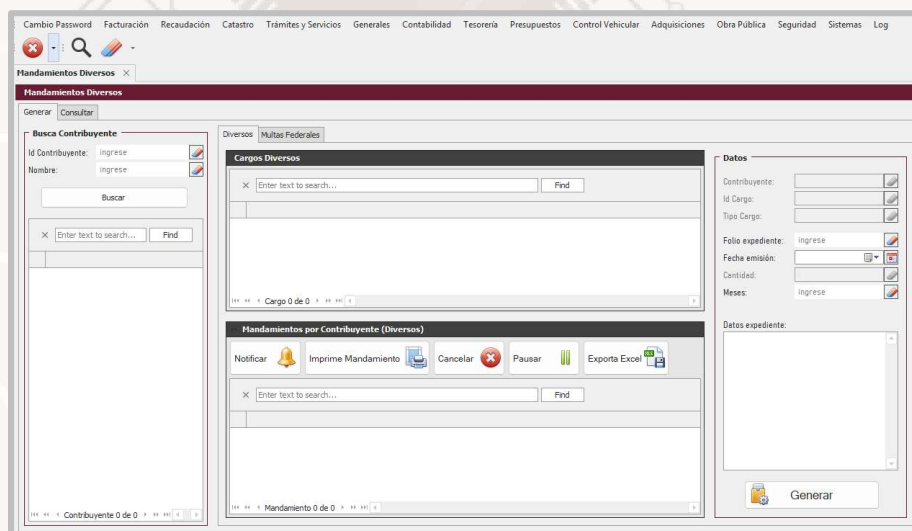 Cambio Password Facturación Recaudación Catastro Trámites y Servicios Generales Contabilidad Tesorería Presupuestos Control Vehicular Adquisiciones Obra Pública Seguridad Sistemas Log
Mandamientos Diversos
Mandamientos Diversos
Generar Consultar
Busca Contribuyente
Id Contribuyente: ingrese
Nombre: ingrese
Buscar
Enter text to search... Find
Contribuyente 0 de 0
Diversos Multas Federales
Cargos Diversos
Enter text to search... Find
Cargo 0 de 0
Mandamientos por Contribuyente (Diversos)
Notificar Imprime Mandamiento Cancelar Pausar Exporta Excel
Enter text to search... Find
Mandamiento 0 de 0
Datos
Contribuyente:
Id Cargo:
Tipo Cargo:
Folio expediente: ingrese
Fecha emisión:
Cantidad:
Meses: ingrese
Datos expediente:
Generar